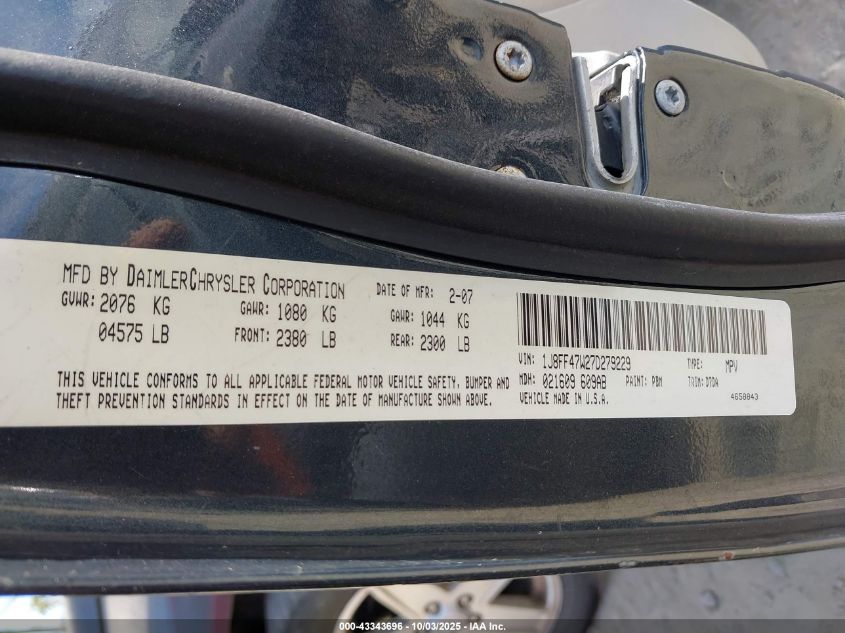 MFD BY DAIMLERCHRYSLER CORPORATION DATE OF MFR: 2-07
GVWR: 2076 KG GAWR: 1080 KG GAWR: 1044 KG
04575 LB FRONT: 2380 LB REAR: 2300 LB
THIS VEHICLE CONFORMS TO ALL APPLICABLE FEDERAL MOTOR VEHICLE SAFETY, BUMPER AND
THEFT PREVENTION STANDARDS IN EFFECT ON THE DATE OF MANUFACTURE SHOWN ABOVE.
VIN: 1J8FF47W27D279229 TYPE: MPV
MDH: 021609 609AB PAINT: PBM TRIM: DTDA
VEHICLE MADE IN U.S.A. 4658843
000-43343696 - 10/03/2025 - IAA Inc.